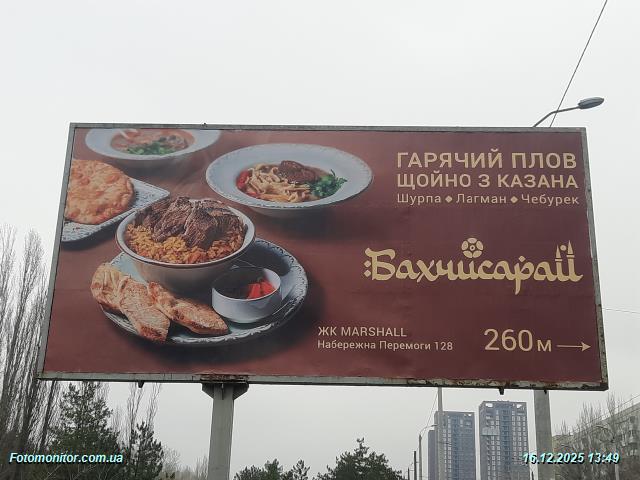 ГАРЯЧИЙ ПЛОВ
ЩОЙНО З КАЗАНА
Шурпа ◆ Лагман ◆ Чебурек
Бахчисарай
ЖК MARSHALL
Набережна Перемоги 128
260м →
Fotomonitor.com.ua
16.12.2025 13:49